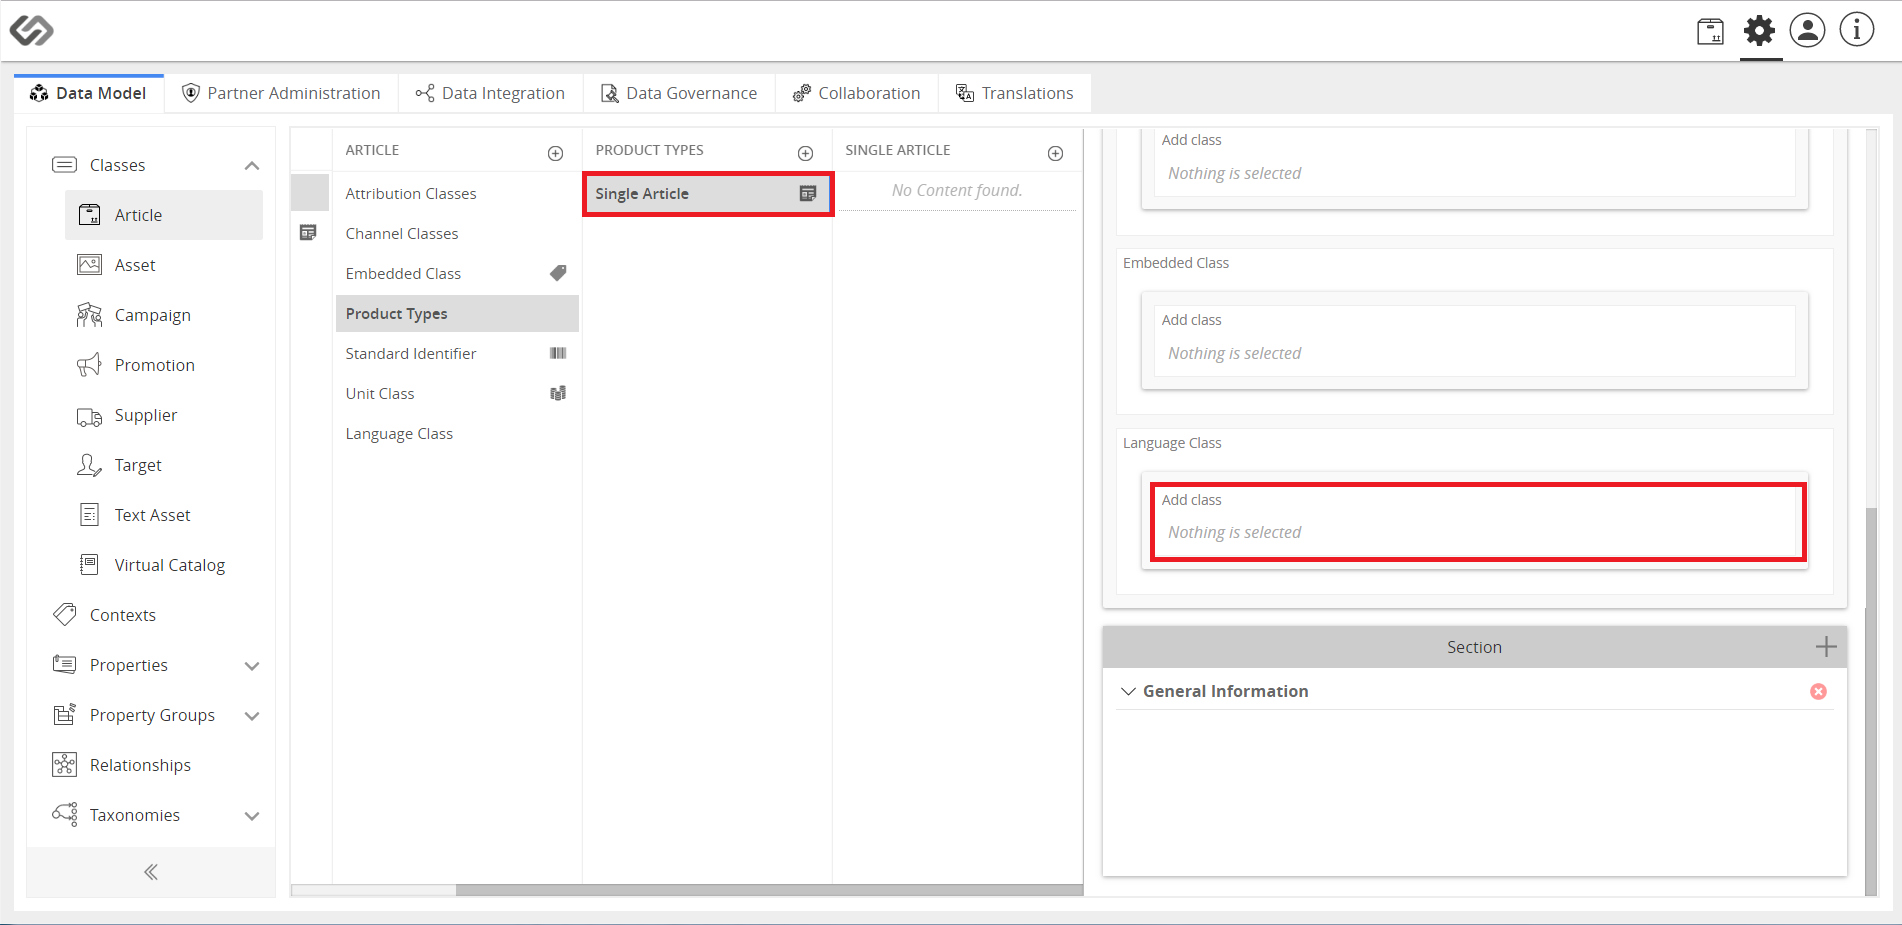 Data Model
Partner Administration
Data Integration
Data Governance
Collaboration
Translations
Classes
Article
Asset
Campaign
Promotion
Supplier
Target
Text Asset
Virtual Catalog
Contexts
Properties
Property Groups
Relationships
Taxonomies
ARTICLE
Attribution Classes
Channel Classes
Embedded Class
Product Types
Standard Identifier
Unit Class
Language Class
PRODUCT TYPES
Single Article
SINGLE ARTICLE
No Content found.
Add class
Nothing is selected
Embedded Class
Add class
Nothing is selected
Language Class
Add class
Nothing is selected
Section
General Information